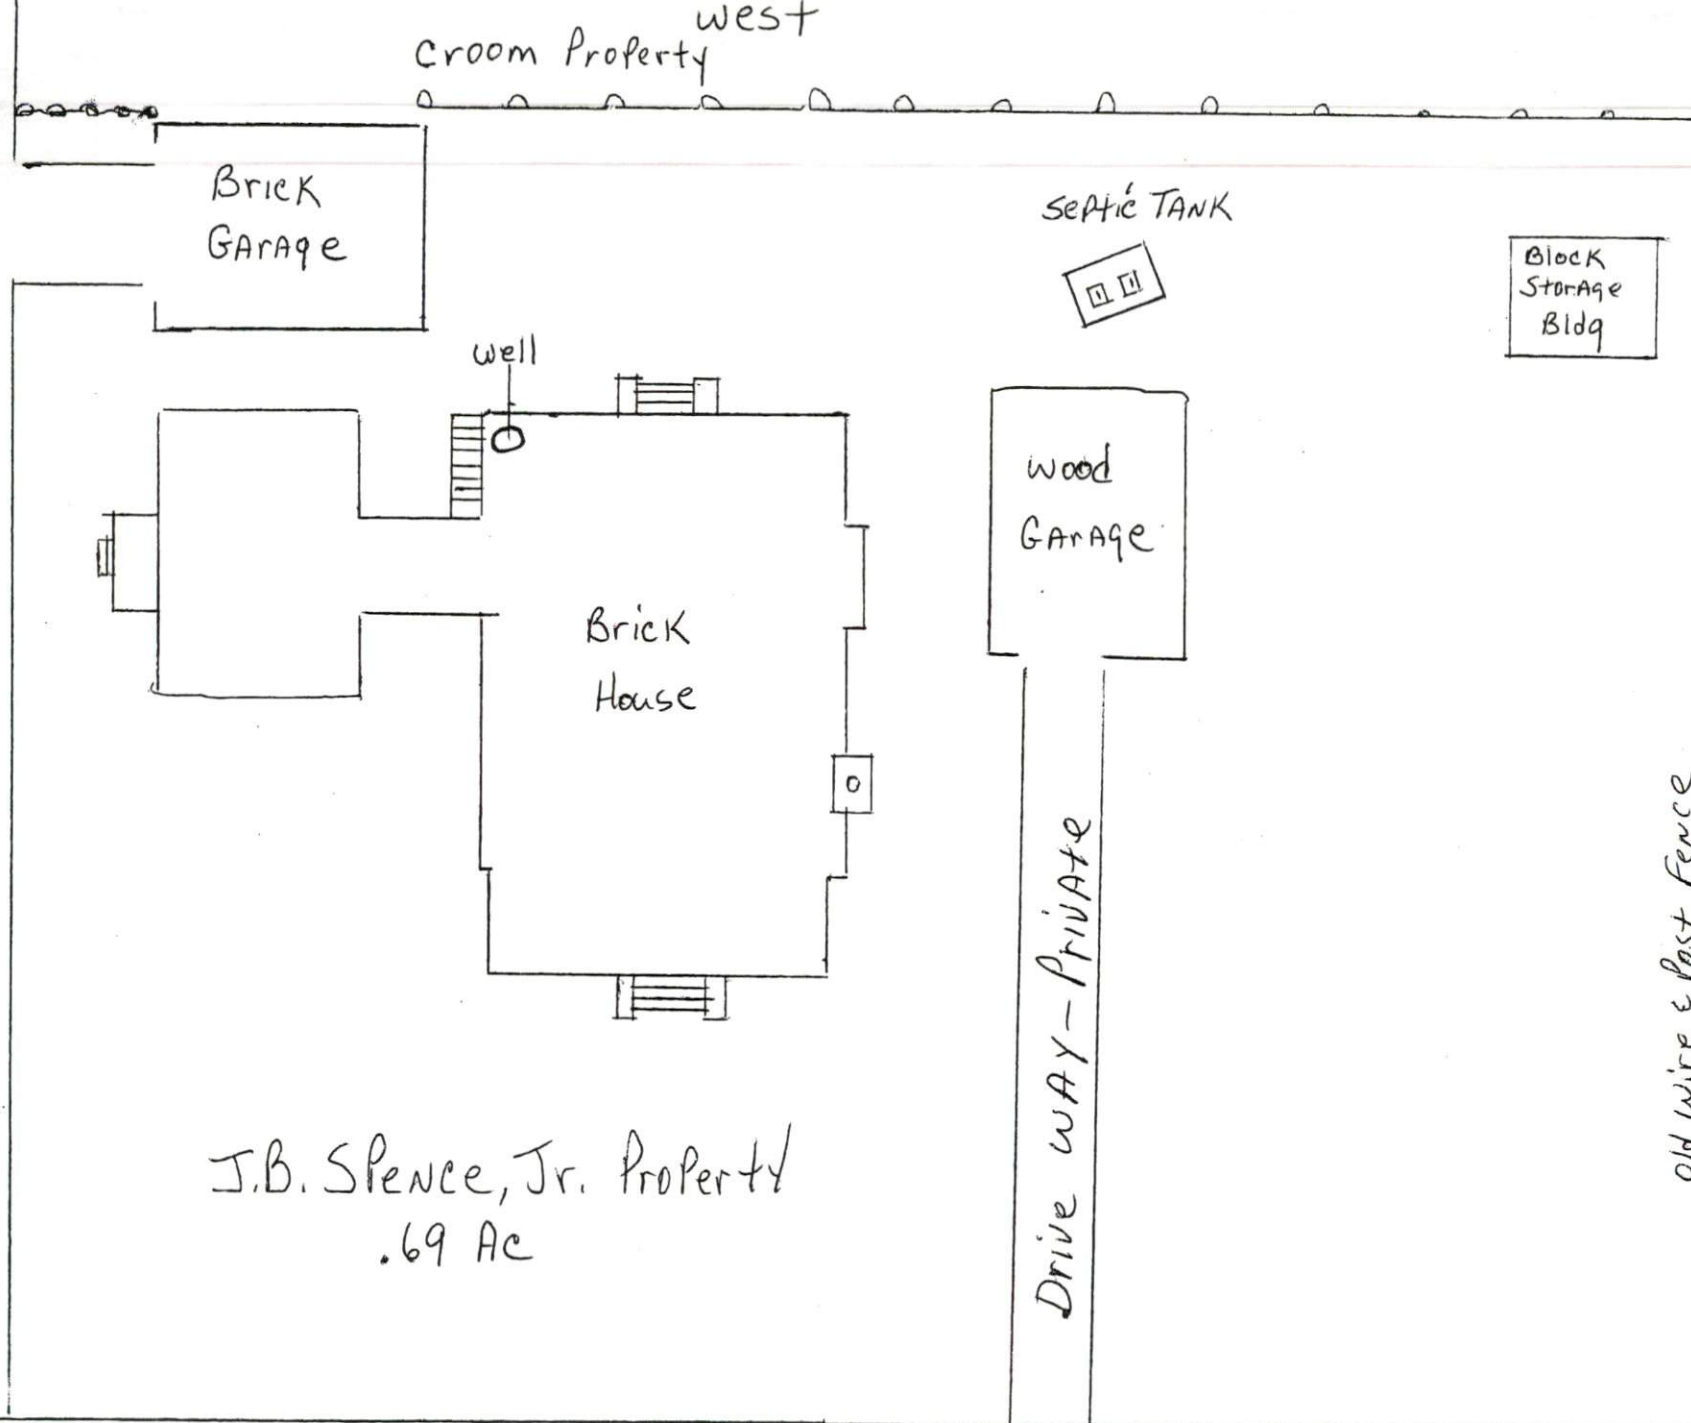 West
Croom Property
Brick
Garage
Septic TANK
Block
Storage
Bldg
well
Wood
Garage
Brick
House
Drive WAY - Private
Old Wire & Post Fence
J.B. Spence, Jr. Property
.69 Ac